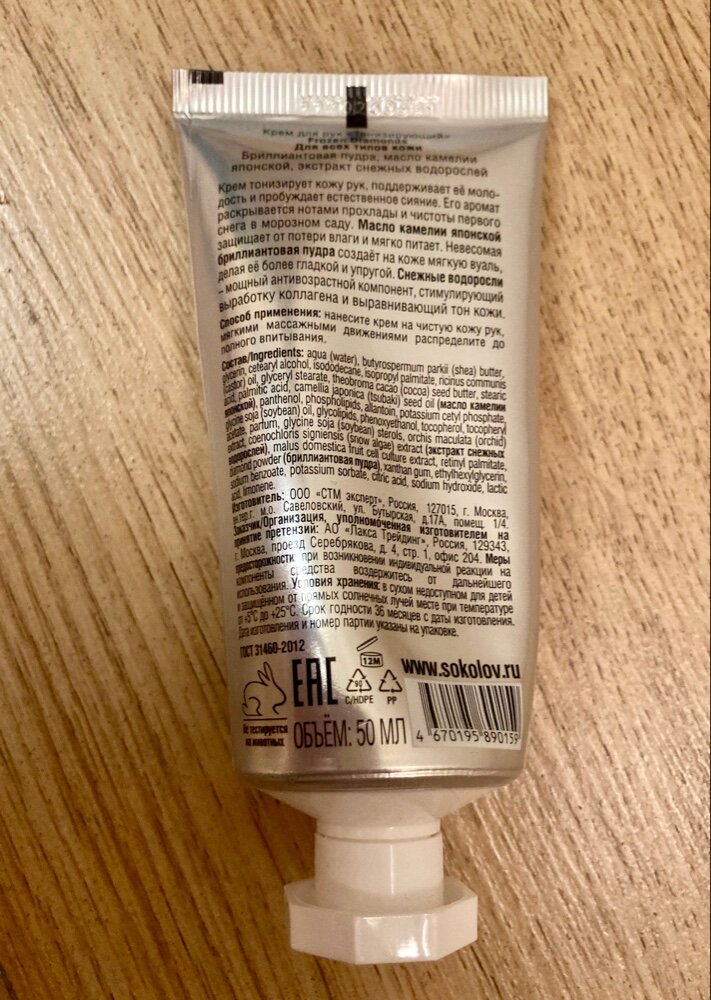 Крем для рук «Тонизирующий»
Frozen Diamonds
Для всех типов кожи
Бриллиантовая пудра, масло камелии
японской, экстракт снежных водорослей
Крем тонизирует кожу рук, поддерживает её моло-
дость и пробуждает естественное сияние. Его аромат
раскрывается нотами прохлады и чистоты первого
снега в морозном саду. Масло камелии японской
защищает от потери влаги и мягко питает. Невесомая
бриллиантовая пудра создаёт на коже мягкую вуаль,
делая её более гладкой и упругой. Снежные водоросли
– мощный антивозрастной компонент, стимулирующий
выработку коллагена и выравнивающий тон кожи.
Способ применения: нанесите крем на чистую кожу рук,
мягкими массажными движениями распределите до
полного впитывания.
Состав/Ingredients: aqua (water), butyrospermum parkii (shea) butter,
glycerin, cetearyl alcohol, isododecane, isopropyl palmitate, ricinus communis
(castor) oil, glyceryl stearate, theobroma cacao (cocoa) seed butter, stearic
acid, palmitic acid, camellia japonica (tsubaki) seed oil (масло камелии
японской), panthenol, phospholipids, allantoin, potassium cetyl phosphate,
glycine soja (soybean) oil, glycolipids, phenoxyethanol, tocopherol, tocopheryl
acetate, parfum, glycine soja (soybean) sterols, orchis maculata (orchid)
extract, coenochloris signiensis (snow algae) extract (экстракт снежных
водорослей), malus domestica fruit cell culture extract, retinyl palmitate,
diamond powder (бриллиантовая пудра), xanthan gum, ethylhexylglycerin,
sodium benzoate, potassium sorbate, citric acid, sodium hydroxide, lactic
acid, limonene.
Изготовитель: ООО «СТМ эксперт», Россия, 127015, г. Москва,
вн.тер.г. м.о. Савеловский, ул. Бутырская, д.17А, помещ. 1/4.
Заказчик/Организация, уполномоченная изготовителем на
принятие претензий: АО «Лакса Трейдинг», Россия, 129343,
г. Москва, проезд Серебрякова, д. 4, стр. 1, офис 204. Меры
предосторожности: при возникновении индивидуальной реакции на
компоненты средства воздержитесь от дальнейшего
использования. Условия хранения: в сухом недоступном для детей
и защищённом от прямых солнечных лучей месте при температуре
от +5°С до +25°С. Срок годности 36 месяцев с даты изготовления.
Дата изготовления и номер партии указаны на упаковке.
ГОСТ 31460-2012
12M
www.sokolov.ru
EAC
90
C/HDPE
PP
Не тестируется
на животных
ОБЪЁМ: 50 МЛ
4 670195 890159